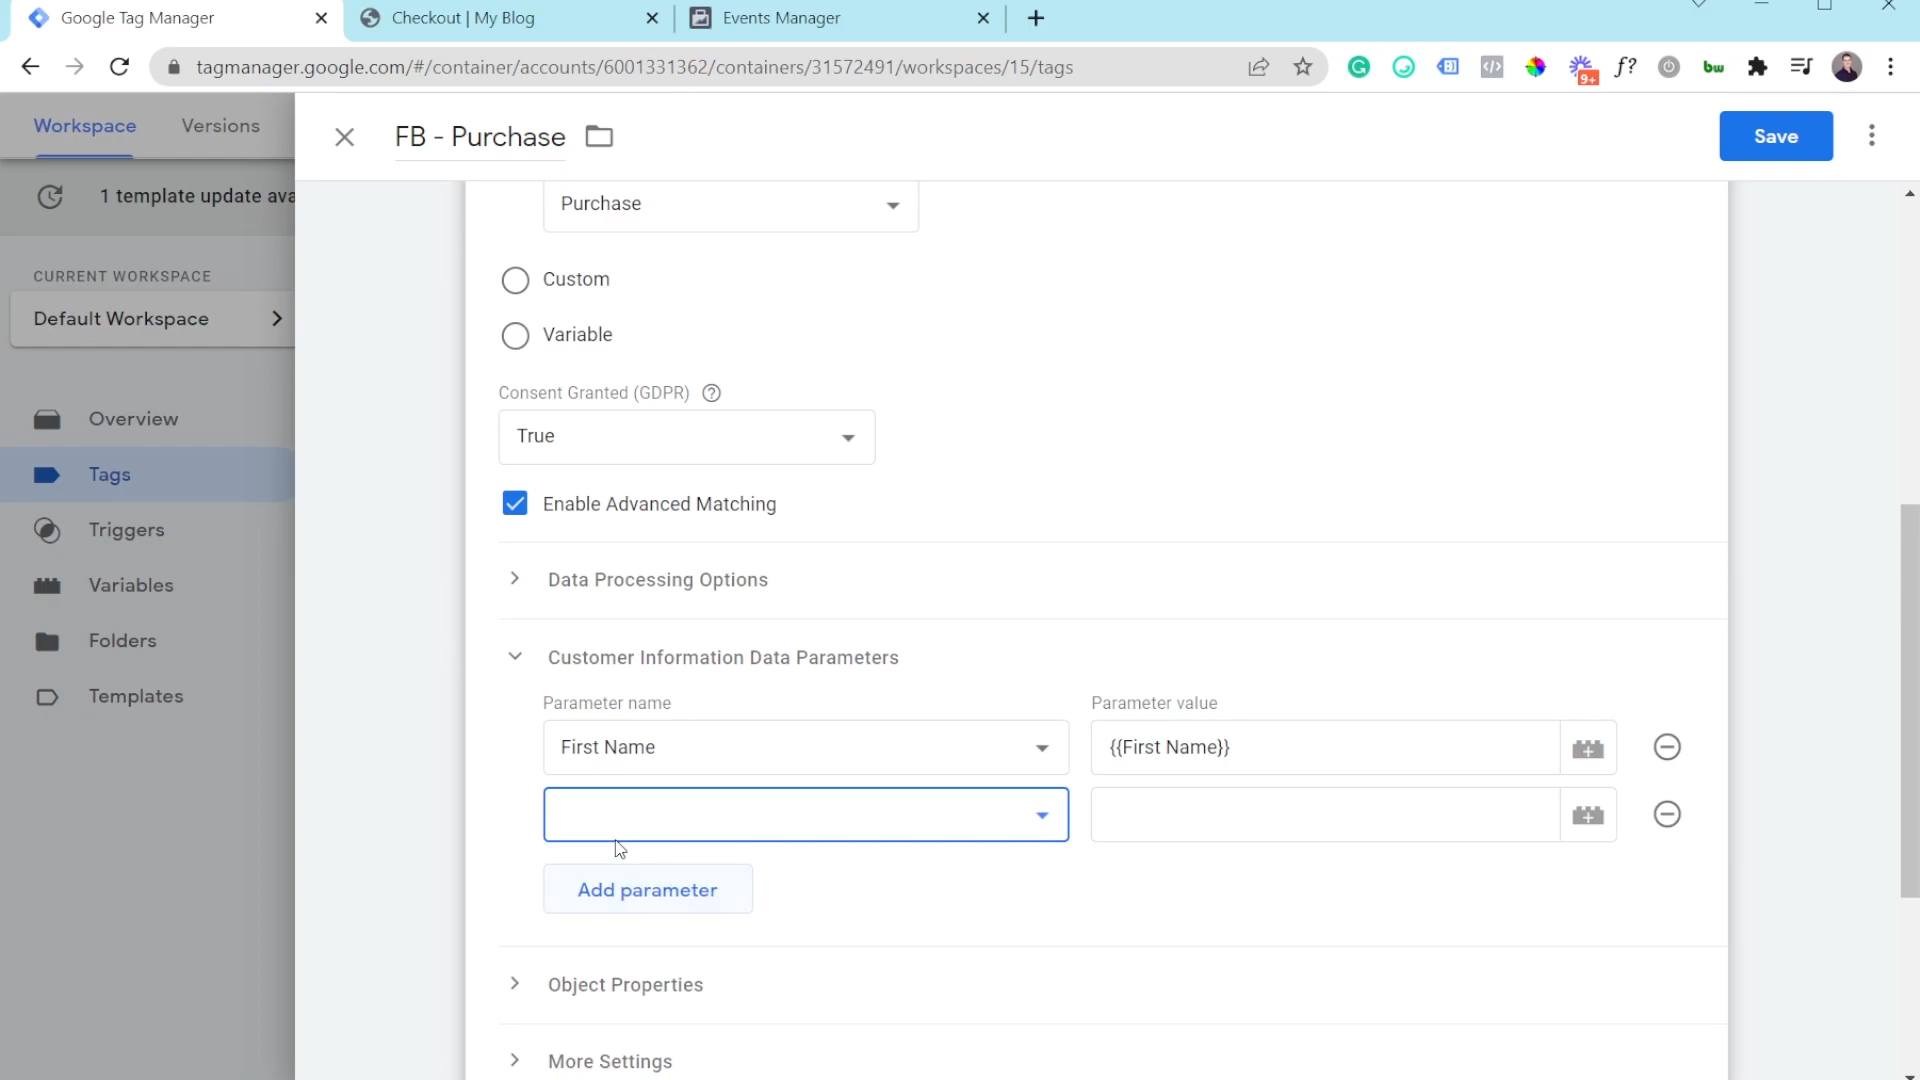 Google Tag Manager
Checkout | My Blog
Events Manager
tagmanager.google.com/#/container/accounts/6001331362/containers/31572491/workspaces/15/tags
9+
f?
bw
Workspace
Versions
FB - Purchase
Save
1 template update ava
CURRENT WORKSPACE
Default Workspace
Overview
Tags
Triggers
Variables
Folders
Templates
Purchase
Custom
Variable
Consent Granted (GDPR)
True
Enable Advanced Matching
Data Processing Options
Customer Information Data Parameters
Parameter name
Parameter value
First Name
{{First Name}}
Add parameter
Object Properties
More Settings